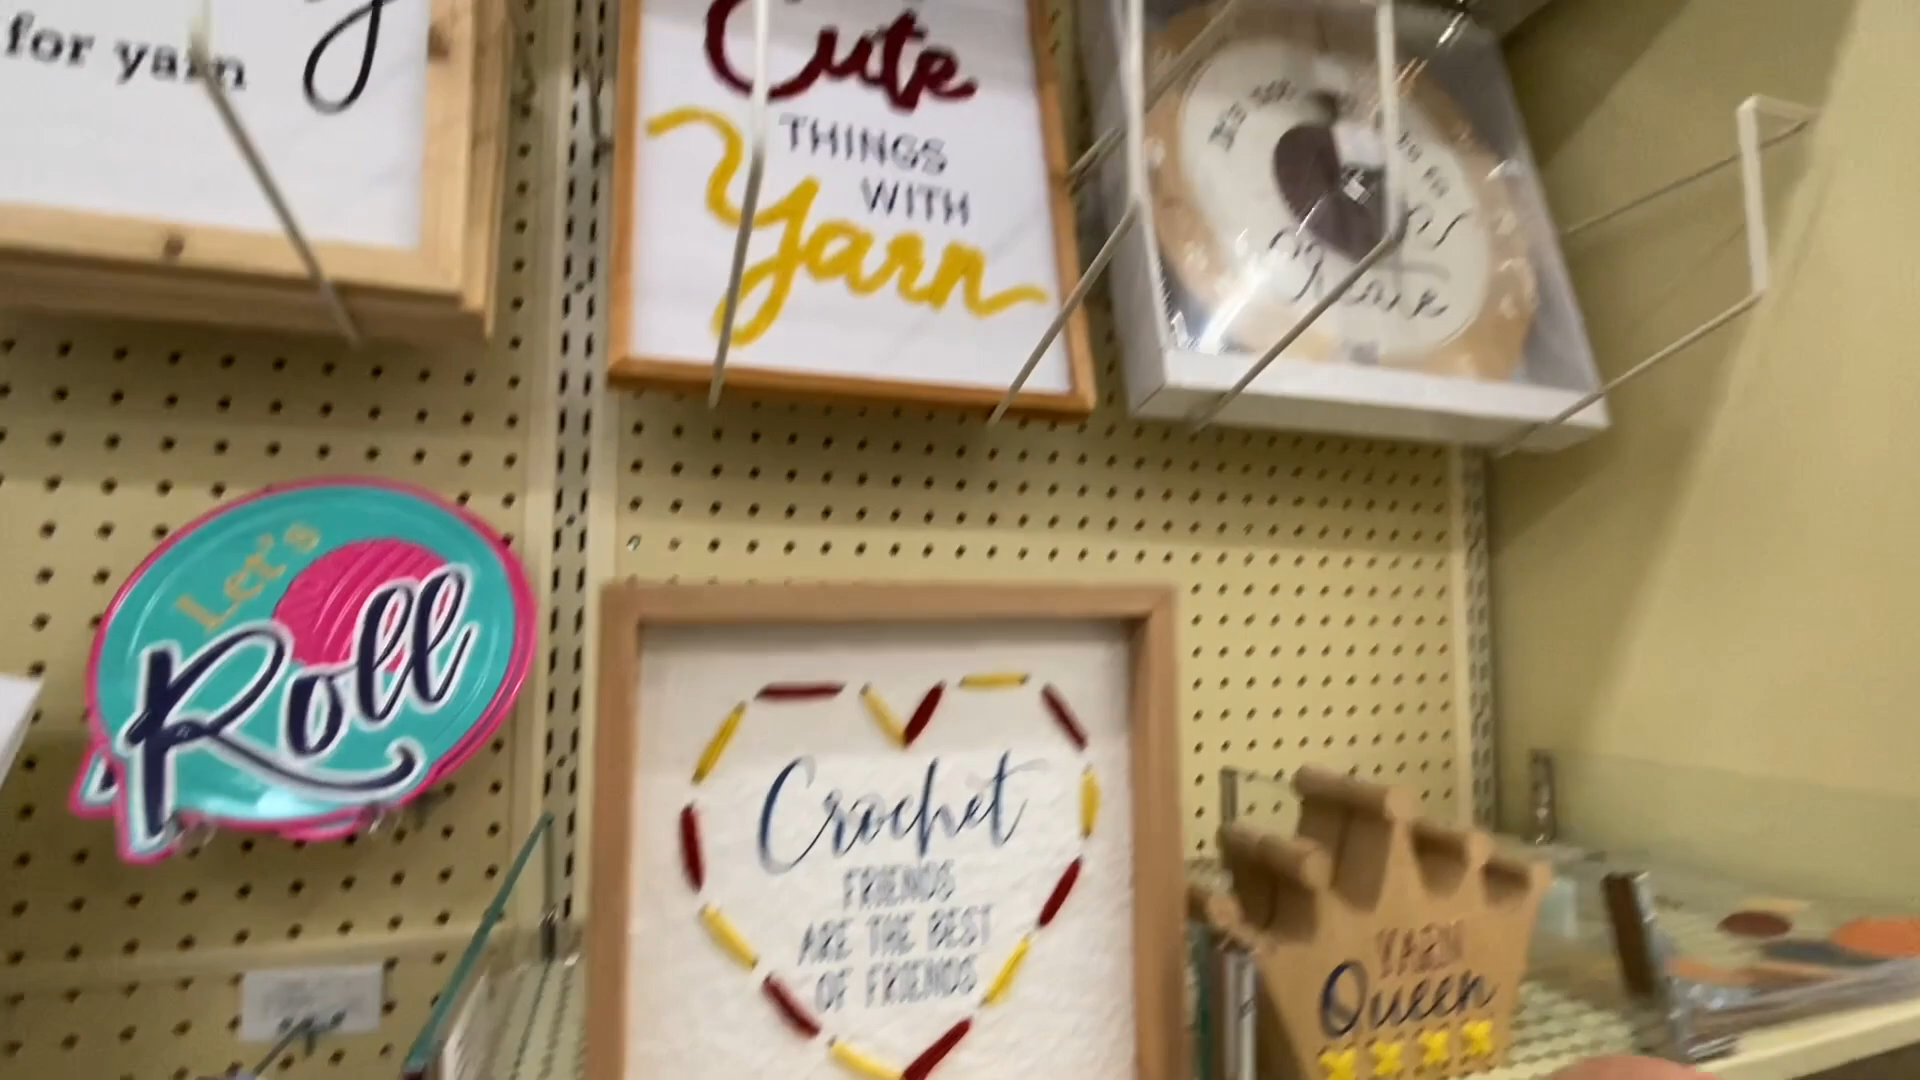 for yarn
Cute
THINGS
WITH
Yarn
Let's
Roll
Crochet
FRIENDS
ARE THE BEST
OF FRIENDS
YARN
Queen